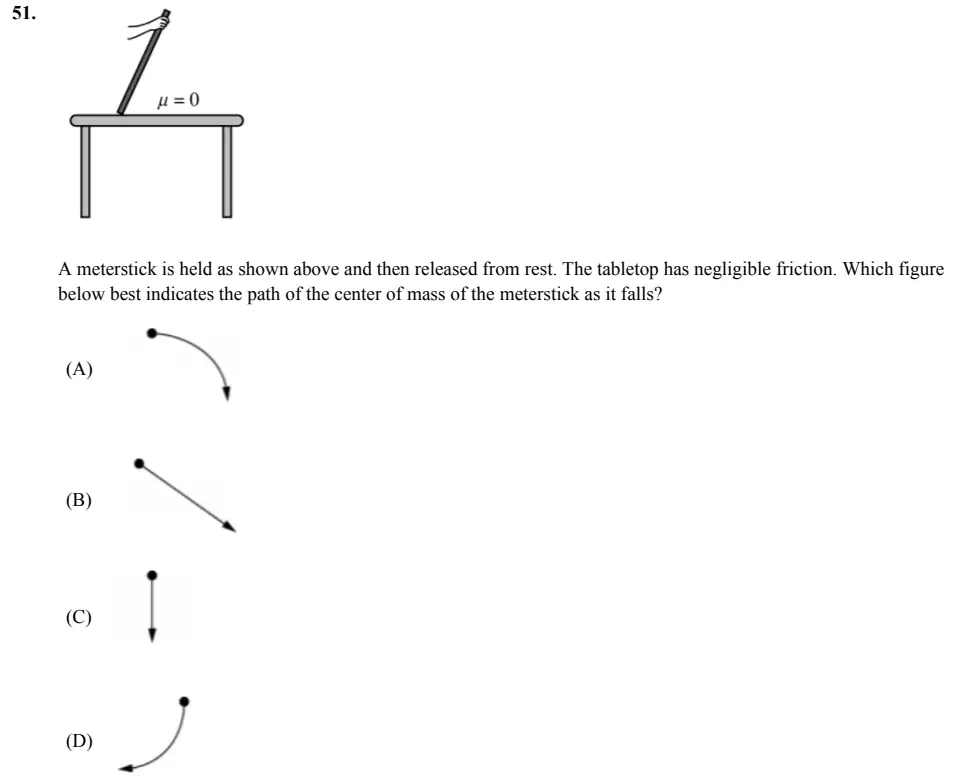 51.
μ = 0
A meterstick is held as shown above and then released from rest. The tabletop has negligible friction. Which figure
below best indicates the path of the center of mass of the meterstick as it falls?
(A)
(B)
(C)
(D)